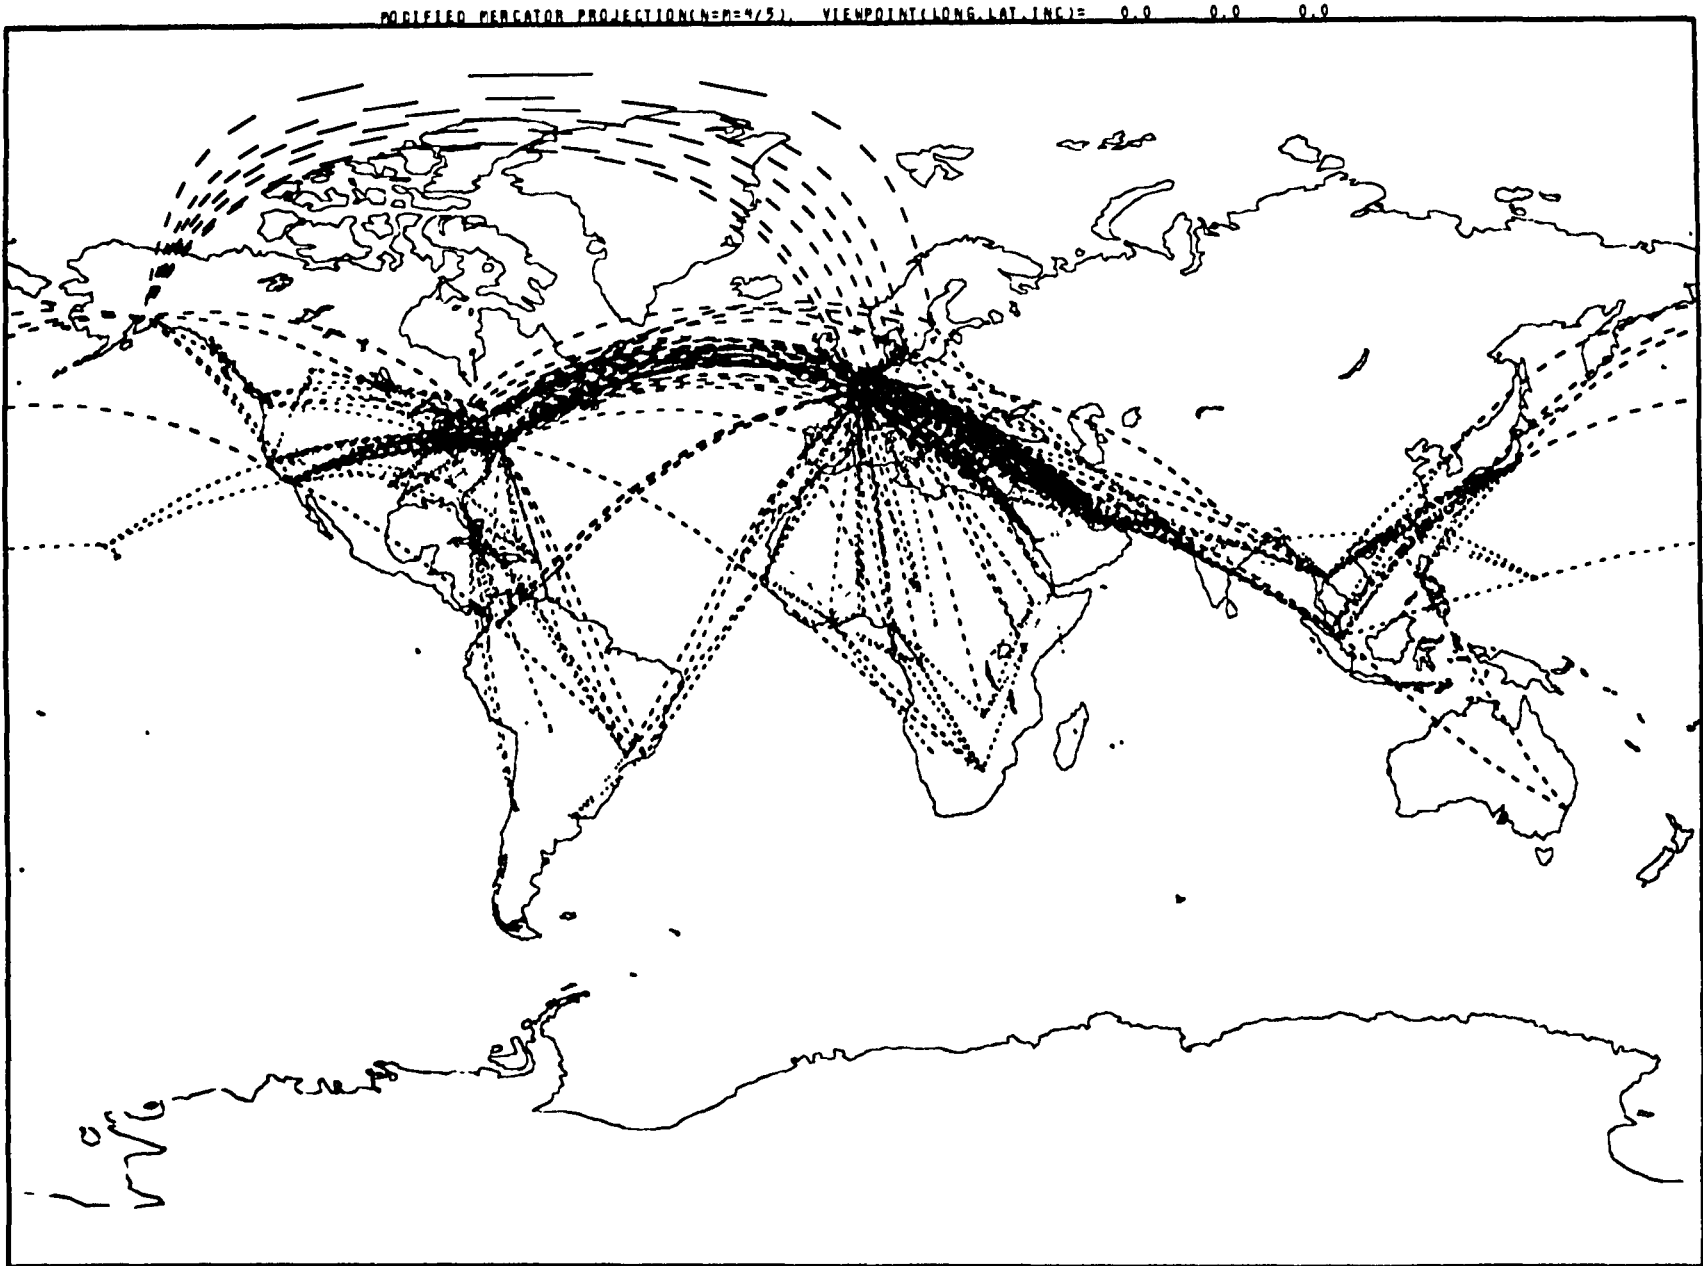 MODIFIED MERCATOR PROJECTION(N=M=4/5). VIEWPOINT(LONG.LAT.INC)= 0.0 0.0 0.0